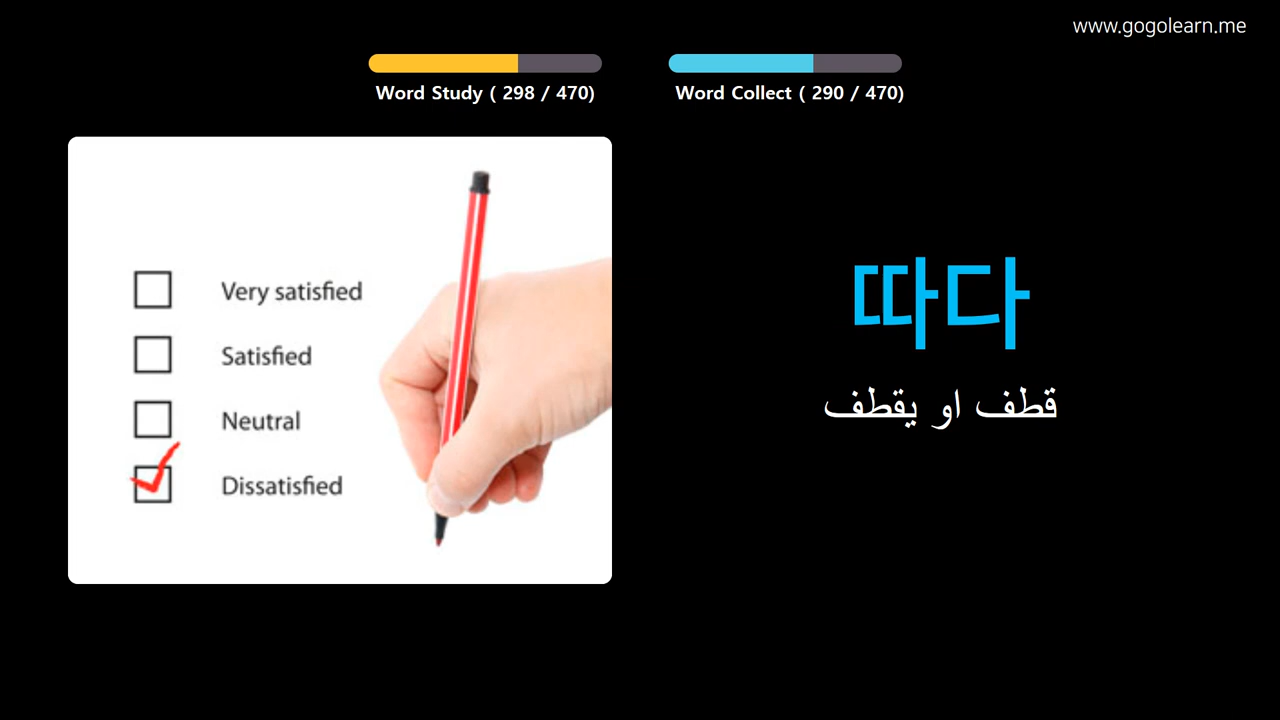 www.gogolearn.me
Word Study ( 298 / 470)
Word Collect ( 290 / 470)
Very satisfied
Satisfied
Neutral
Dissatisfied
따다
قطف او يقطف